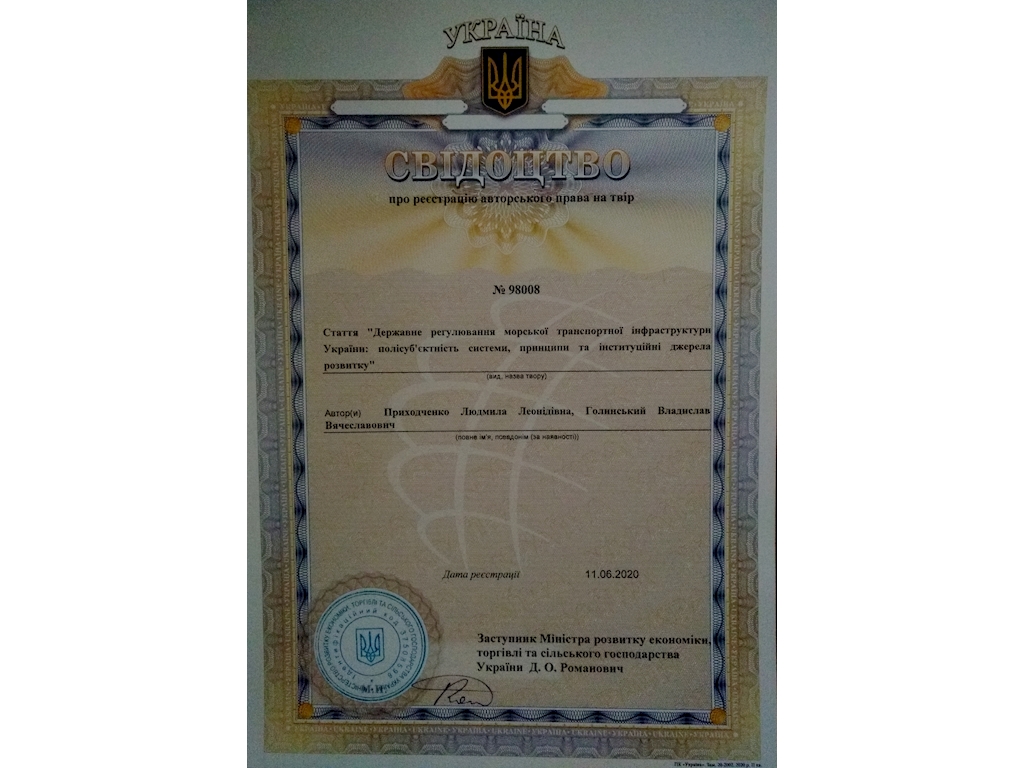 УКРАЇНА
СВІДОЦТВО
про реєстрацію авторського права на твір
№ 98008
Стаття "Державне регулювання морської транспортної інфраструктури
України: полісуб'єктність системи, принципи та інституційні джерела
розвитку"
(вид, назва твору)
Автор(и) Приходченко Людмила Леонідівна, Голинський Владислав
Вячеславович
(повне ім'я, псевдонім (за наявності))
Дата реєстрації 11.06.2020
Заступник Міністра розвитку економіки,
торгівлі та сільського господарства
України Д. О. Романович